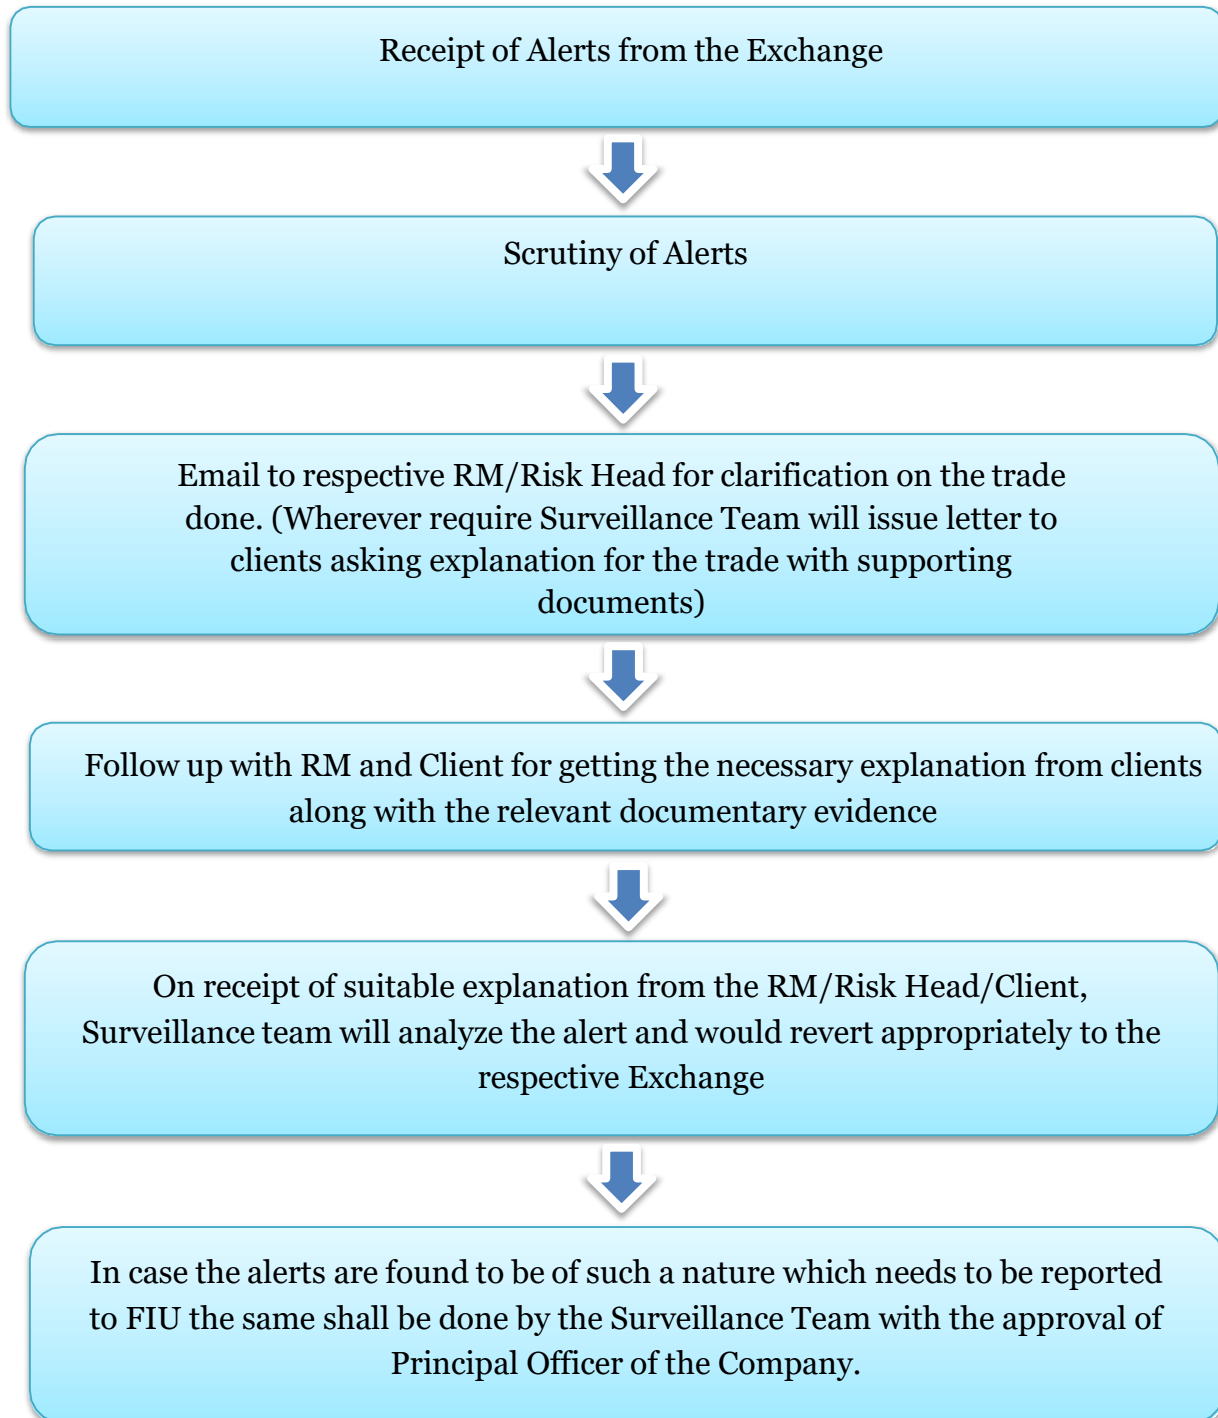 Receipt of Alerts from the Exchange
Scrutiny of Alerts
Email to respective RM/Risk Head for clarification on the trade
done. (Wherever require Surveillance Team will issue letter to
clients asking explanation for the trade with supporting
documents)
Follow up with RM and Client for getting the necessary explanation from clients
along with the relevant documentary evidence
On receipt of suitable explanation from the RM/Risk Head/Client,
Surveillance team will analyze the alert and would revert appropriately to the
respective Exchange
In case the alerts are found to be of such a nature which needs to be reported
to FIU the same shall be done by the Surveillance Team with the approval of
Principal Officer of the Company.